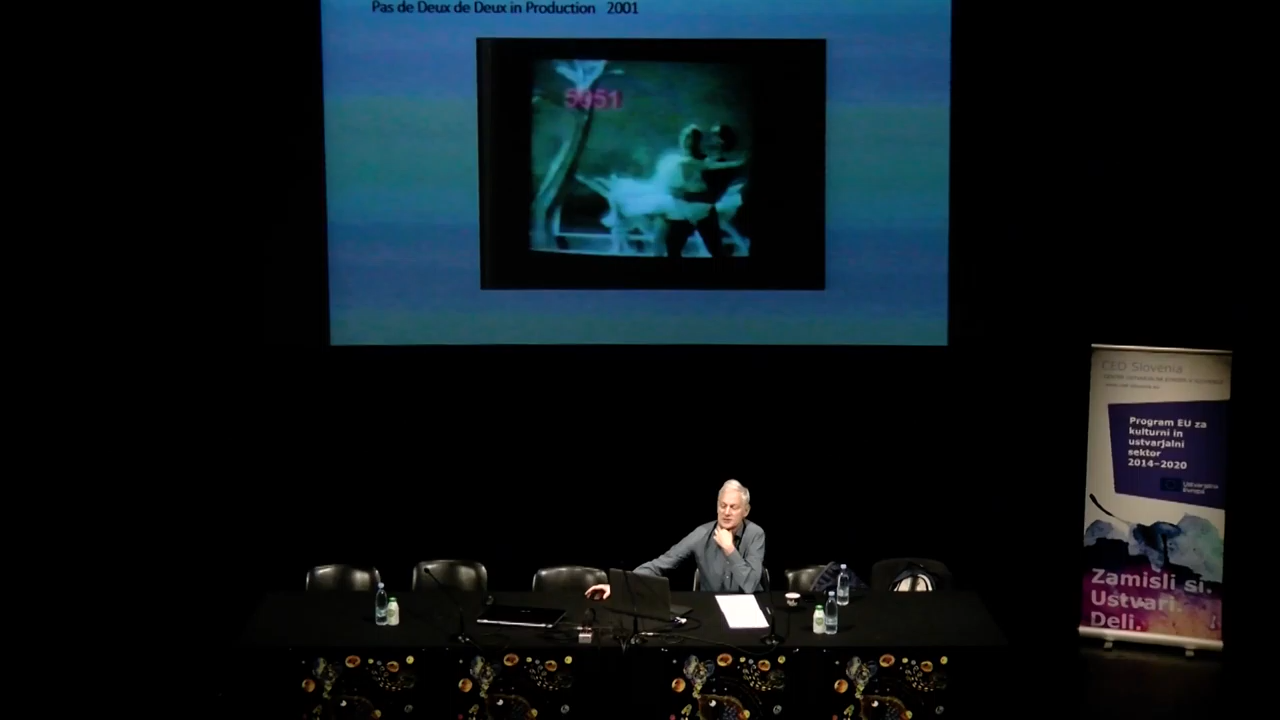 Pas de Deux de Deux in Production 2001
5051
CED Slovenia
Program EU za
kulturni in
ustvarjalni
sektor
2014–2020
Ustvarjalna
Evropa
Zamisli si.
Ustvari.
Deli.